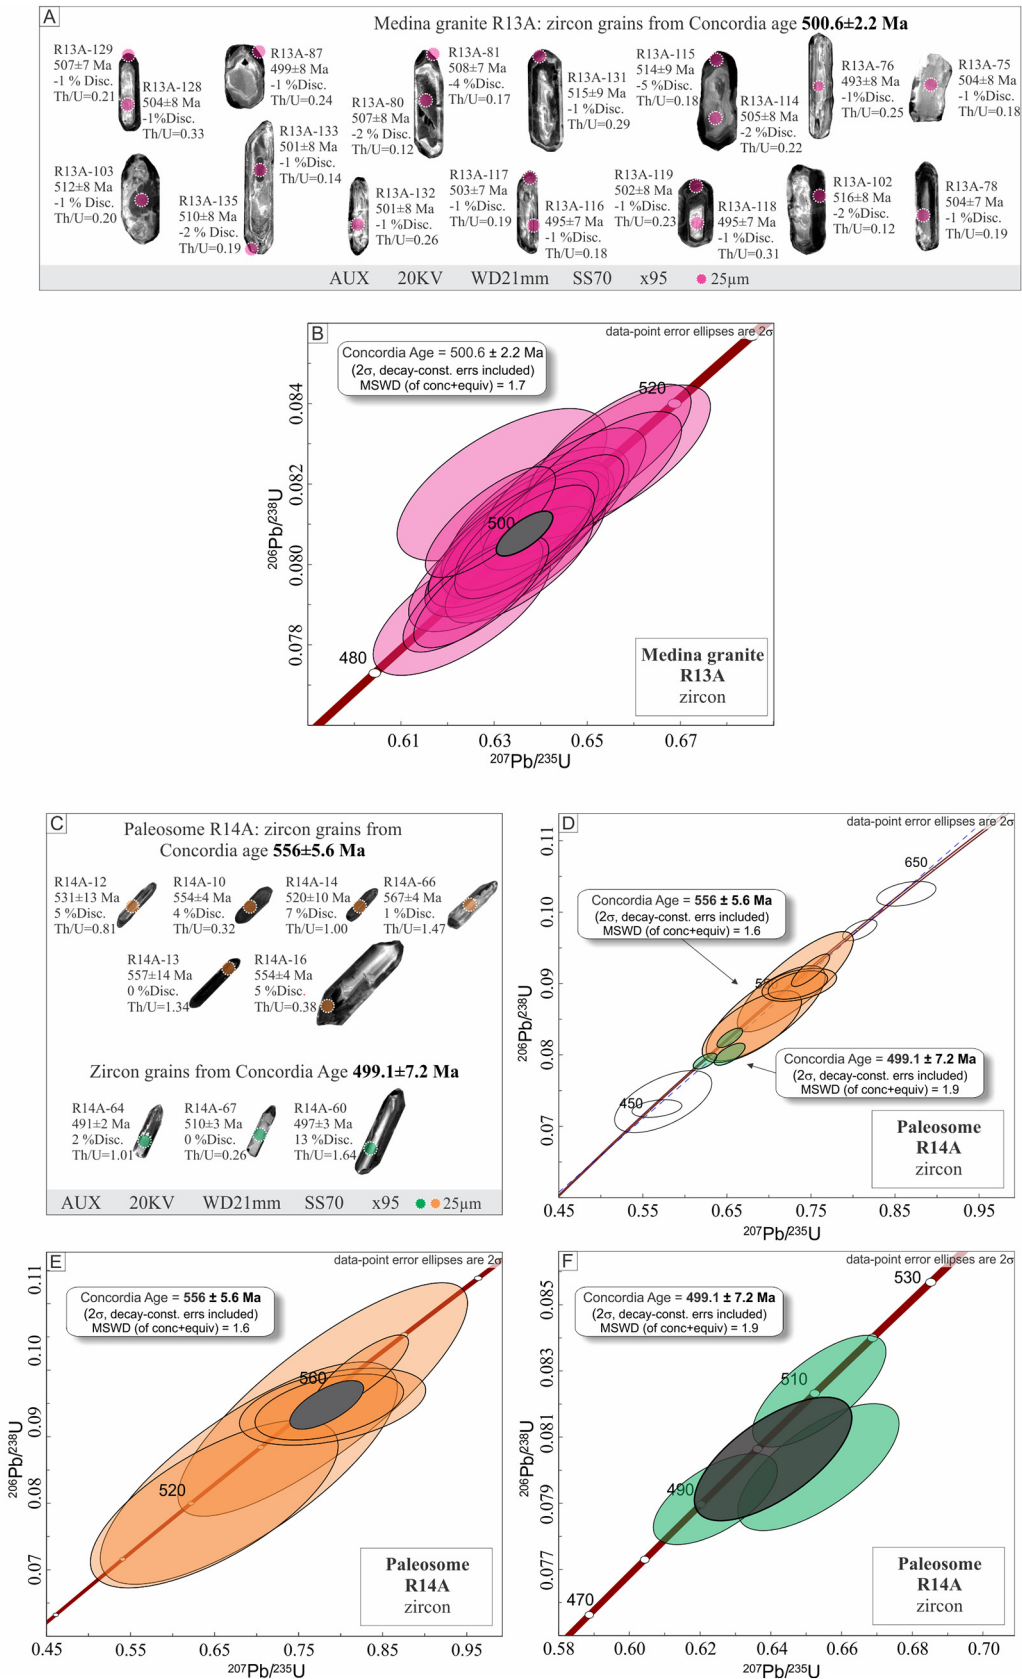 A
Medina granite R13A: zircon grains from Concordia age 500.6±2.2 Ma
R13A-129
507±7 Ma
-1 % Disc.
Th/U=0.21
R13A-128
504±8 Ma
-1%Disc.
Th/U=0.33
R13A-87
499±8 Ma
-1 %Disc.
Th/U=0.24
R13A-80
507±8 Ma
-2 % Disc.
Th/U=0.12
R13A-81
508±7 Ma
-4 %Disc.
Th/U=0.17
R13A-131
515±9 Ma
-1 %Disc.
Th/U=0.29
R13A-115
514±9 Ma
-5 %Disc.
Th/U=0.18
R13A-114
505±8 Ma
-2 %Disc.
Th/U=0.22
R13A-76
493±8 Ma
-1%Disc.
Th/U=0.25
R13A-75
504±8 Ma
-1 %Disc.
Th/U=0.18
R13A-103
512±8 Ma
-1 % Disc.
Th/U=0.20
R13A-133
501±8 Ma
-1 %Disc.
Th/U=0.14
R13A-135
510±8 Ma
-2 %Disc.
Th/U=0.19
R13A-132
501±8 Ma
-1 %Disc.
Th/U=0.26
R13A-117
503±7 Ma
-1 %Disc.
Th/U=0.19
R13A-116
495±7 Ma
-1 %Disc.
Th/U=0.18
R13A-119
502±8 Ma
-1 %Disc.
Th/U=0.23
R13A-118
495±7 Ma
-1 %Disc.
Th/U=0.31
R13A-102
516±8 Ma
-2 %Disc.
Th/U=0.12
R13A-78
504±7 Ma
-1 %Disc.
Th/U=0.19
AUX 20KV WD21mm SS70 x95 25μm
B
data-point error ellipses are 2σ
Concordia Age = 500.6 ± 2.2 Ma
(2σ, decay-const. errs included)
MSWD (of conc+equiv) = 1.7
520
500
480
0.084
0.082
0.080
0.078
206Pb/238U
Medina granite
R13A
zircon
0.61 0.63 0.65 0.67
207Pb/235U
C
Paleosome R14A: zircon grains from
Concordia age 556±5.6 Ma
R14A-12
531±13 Ma
5 %Disc.
Th/U=0.81
R14A-10
554±4 Ma
4 %Disc.
Th/U=0.32
R14A-14
520±10 Ma
7 %Disc.
Th/U=1.00
R14A-66
567±4 Ma
1 %Disc.
Th/U=1.47
R14A-13
557±14 Ma
0 %Disc.
Th/U=1.34
R14A-16
554±4 Ma
5 %Disc.
Th/U=0.38
Zircon grains from Concordia Age 499.1±7.2 Ma
R14A-64
491±2 Ma
2 %Disc.
Th/U=1.01
R14A-67
510±3 Ma
0 %Disc.
Th/U=0.26
R14A-60
497±3 Ma
13 %Disc.
Th/U=1.64
AUX 20KV WD21mm SS70 x95 25μm
D
data-point error ellipses are 2σ
650
Concordia Age = 556 ± 5.6 Ma
(2σ, decay-const. errs included)
MSWD (of conc+equiv) = 1.6
Concordia Age = 499.1 ± 7.2 Ma
(2σ, decay-const. errs included)
MSWD (of conc+equiv) = 1.9
450
0.11
0.10
0.09
0.08
0.07
206Pb/238U
Paleosome
R14A
zircon
0.45 0.55 0.65 0.75 0.85 0.95
207Pb/235U
E
data-point error ellipses are 2σ
Concordia Age = 556 ± 5.6 Ma
(2σ, decay-const. errs included)
MSWD (of conc+equiv) = 1.6
560
520
0.11
0.10
0.09
0.08
0.07
206Pb/238U
Paleosome
R14A
zircon
0.45 0.55 0.65 0.75 0.85 0.95
207Pb/235U
F
data-point error ellipses are 2σ
530
Concordia Age = 499.1 ± 7.2 Ma
(2σ, decay-const. errs included)
MSWD (of conc+equiv) = 1.9
510
490
470
0.085
0.083
0.081
0.079
0.077
206Pb/238U
Paleosome
R14A
zircon
0.58 0.60 0.62 0.64 0.66 0.68 0.70
207Pb/235U